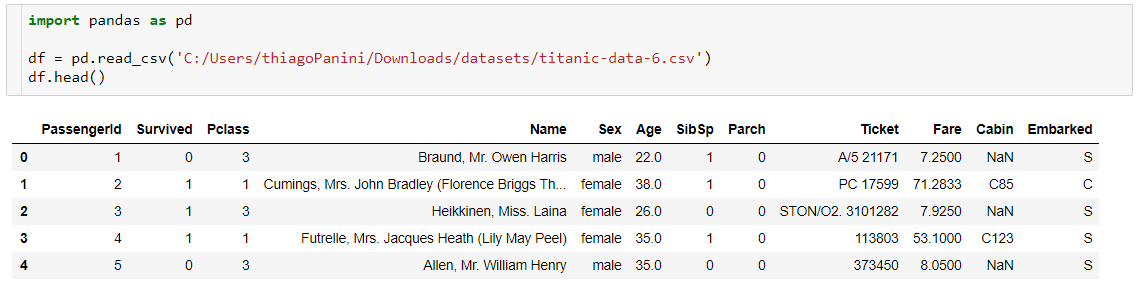 import pandas as pd
df = pd.read_csv('C:/Users/thiagoPanini/Downloads/datasets/titanic-data-6.csv')
df.head()
PassengerId Survived Pclass Name Sex Age SibSp Parch Ticket Fare Cabin Embarked
0 1 0 3 Braund, Mr. Owen Harris male 22.0 1 0 A/5 21171 7.2500 NaN S
1 2 1 1 Cumings, Mrs. John Bradley (Florence Briggs Th... female 38.0 1 0 PC 17599 71.2833 C85 C
2 3 1 3 Heikkinen, Miss. Laina female 26.0 0 0 STON/O2. 3101282 7.9250 NaN S
3 4 1 1 Futrelle, Mrs. Jacques Heath (Lily May Peel) female 35.0 1 0 113803 53.1000 C123 S
4 5 0 3 Allen, Mr. William Henry male 35.0 0 0 373450 8.0500 NaN S